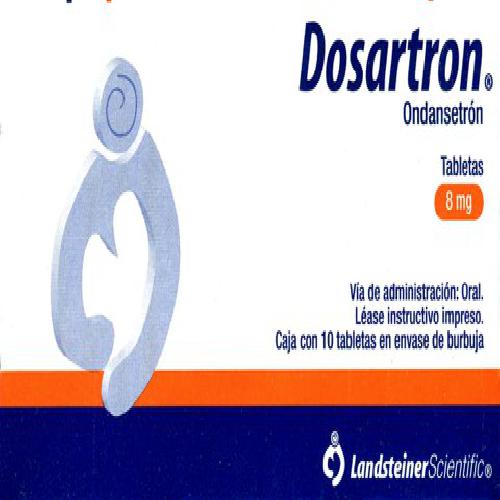 Dosartron®
Ondansetrón
Tabletas
8 mg
Vía de administración: Oral.
Léase instructivo impreso.
Caja con 10 tabletas en envase de burbuja
LandsteinerScientific®